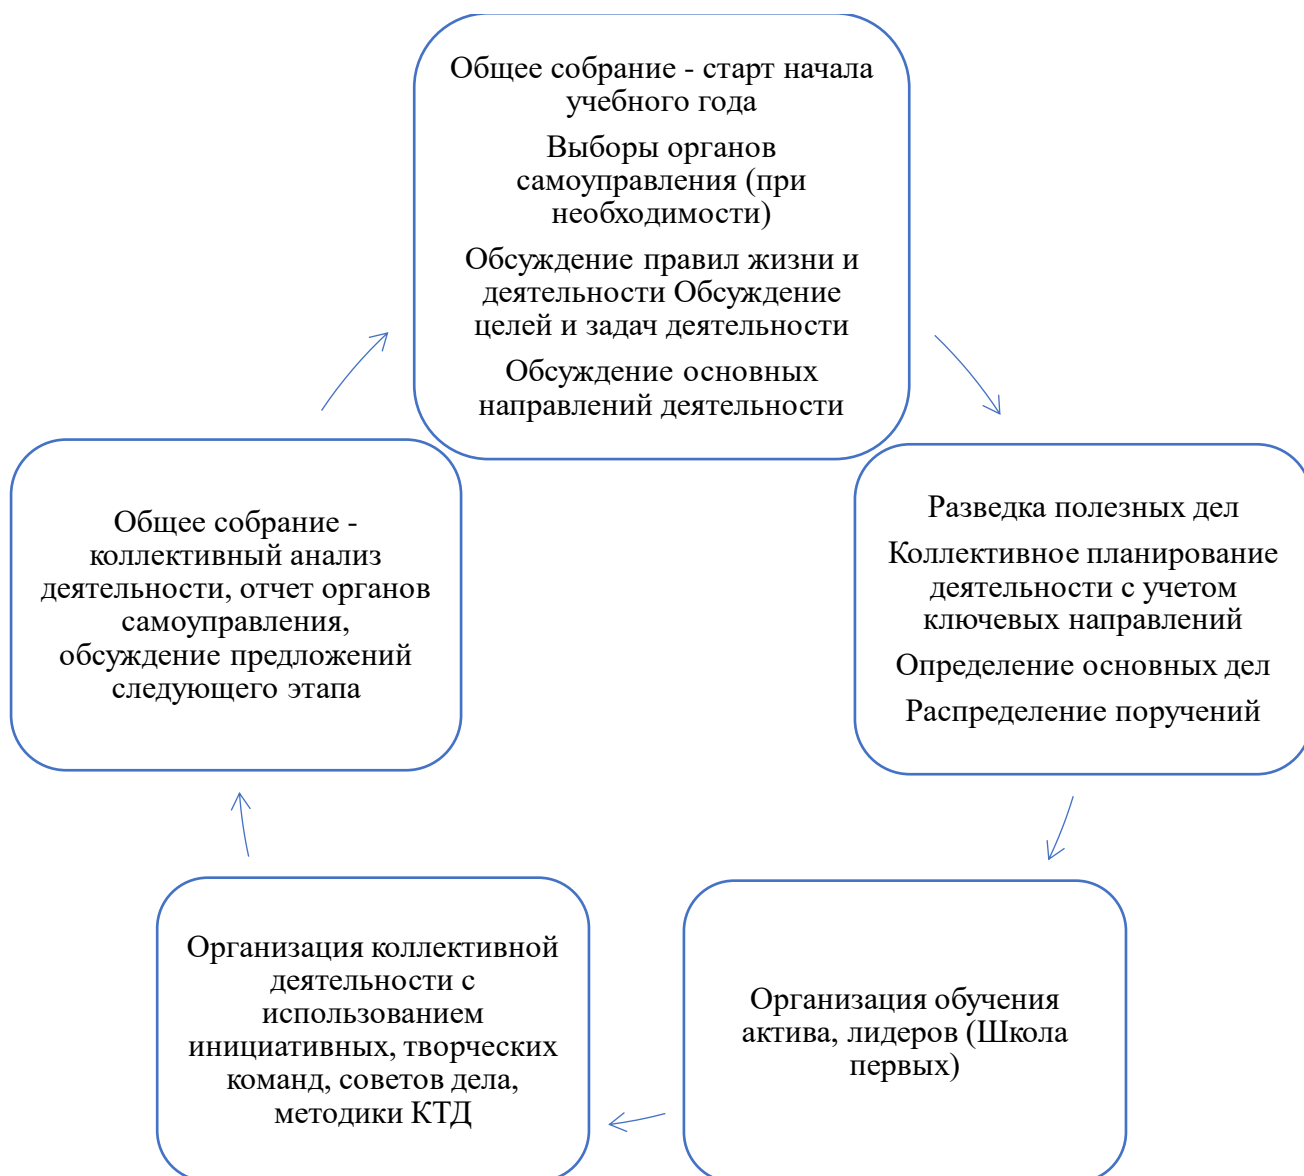 Общее собрание - старт начала
учебного года
Выборы органов
самоуправления (при
необходимости)
Обсуждение правил жизни и
деятельности Обсуждение
целей и задач деятельности
Обсуждение основных
направлений деятельности
Разведка полезных дел
Коллективное планирование
деятельности с учетом
ключевых направлений
Определение основных дел
Распределение поручений
Организация обучения
актива, лидеров (Школа
первых)
Организация коллективной
деятельности с
использованием
инициативных, творческих
команд, советов дела,
методики КТД
Общее собрание -
коллективный анализ
деятельности, отчет органов
самоуправления,
обсуждение предложений
следующего этапа